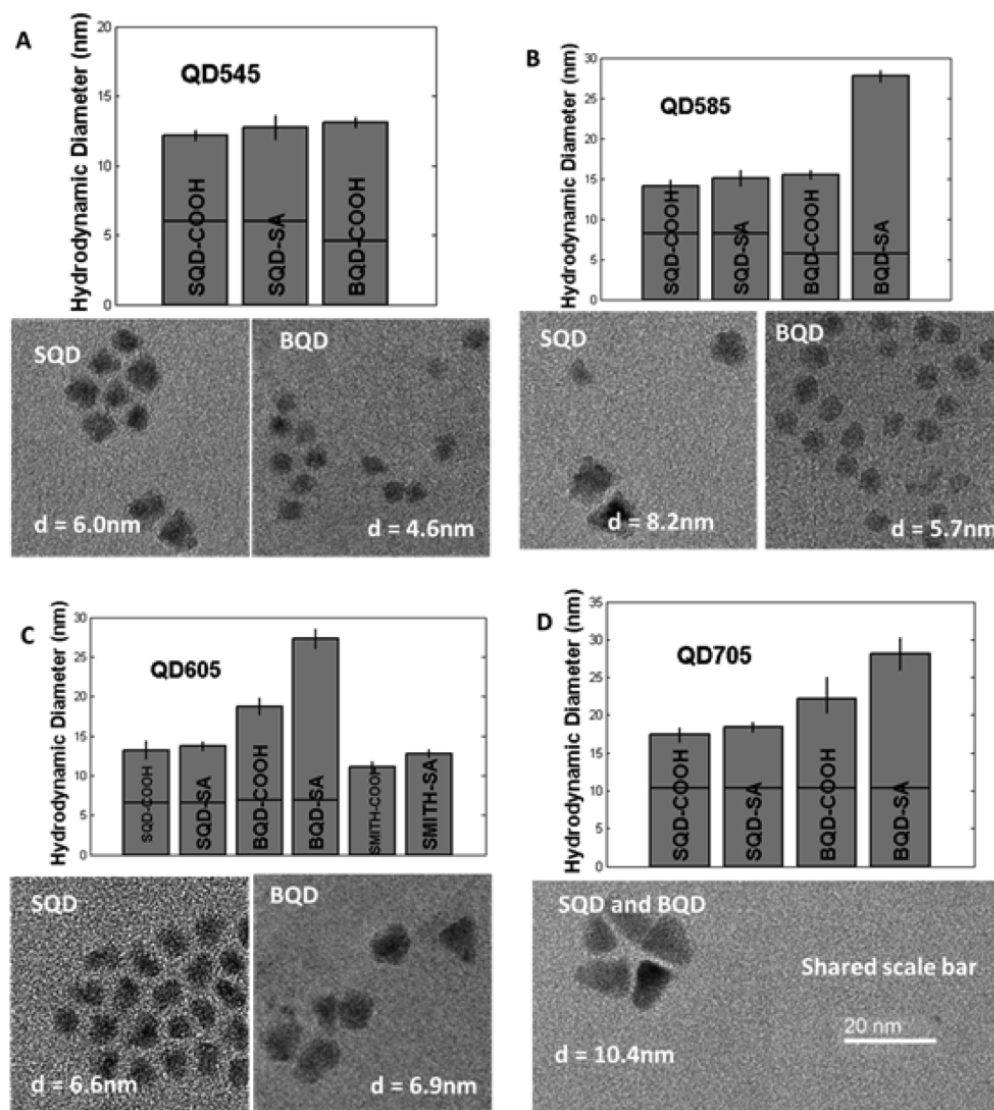 A
Hydrodynamic Diameter (nm)
20
15
10
5
0
QD545
SQD-COOH
SQD-SA
BQD-COOH
SQD
d = 6.0nm
BQD
d = 4.6nm
B
Hydrodynamic Diameter (nm)
30
25
20
15
10
5
0
QD585
SQD-COOH
SQD-SA
BQD-COOH
BQD-SA
SQD
d = 8.2nm
BQD
d = 5.7nm
C
Hydrodynamic Diameter (nm)
30
25
20
15
10
5
0
QD605
SQD-COOH
SQD-SA
BQD-COOH
BQD-SA
SMITH-COOH
SMITH-SA
SQD
d = 6.6nm
BQD
d = 6.9nm
D
Hydrodynamic Diameter (nm)
35
30
25
20
15
10
5
0
QD705
SQD-COOH
SQD-SA
BQD-COOH
BQD-SA
SQD and BQD
Shared scale bar
20 nm
d = 10.4nm